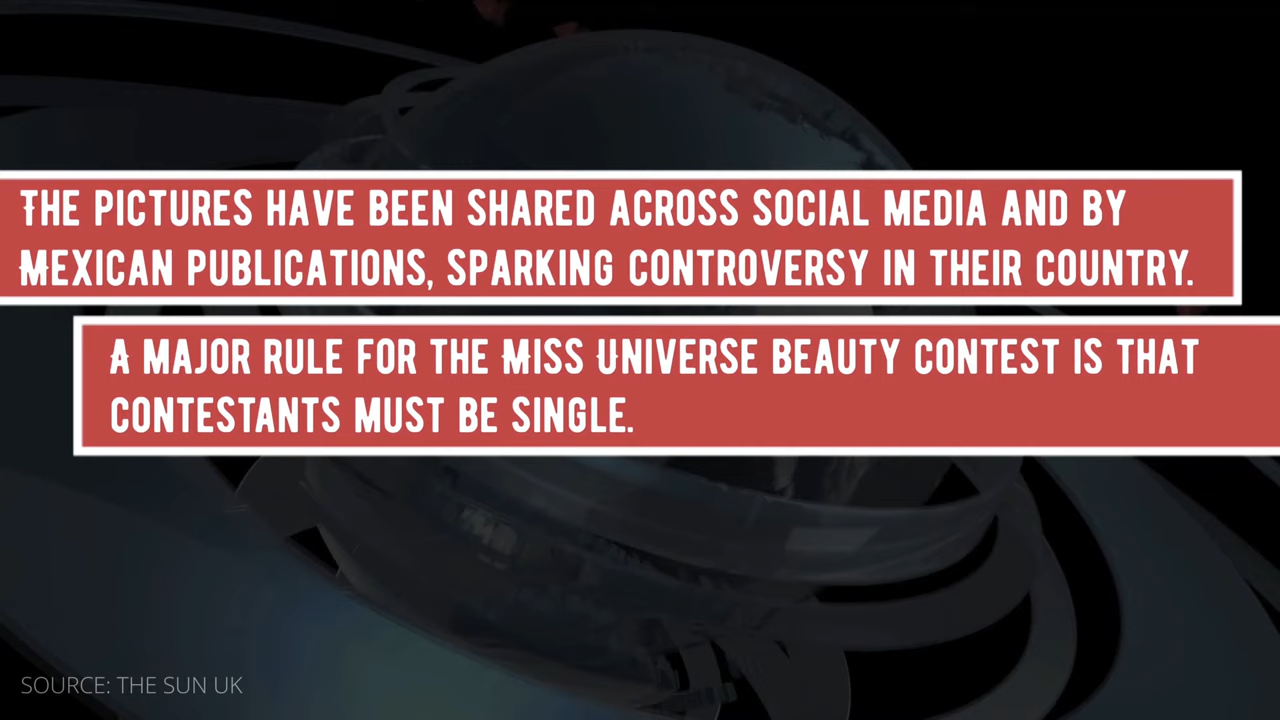 THE PICTURES HAVE BEEN SHARED ACROSS SOCIAL MEDIA AND BY
MEXICAN PUBLICATIONS, SPARKING CONTROVERSY IN THEIR COUNTRY.
A MAJOR RULE FOR THE MISS UNIVERSE BEAUTY CONTEST IS THAT
CONTESTANTS MUST BE SINGLE.
SOURCE: THE SUN UK